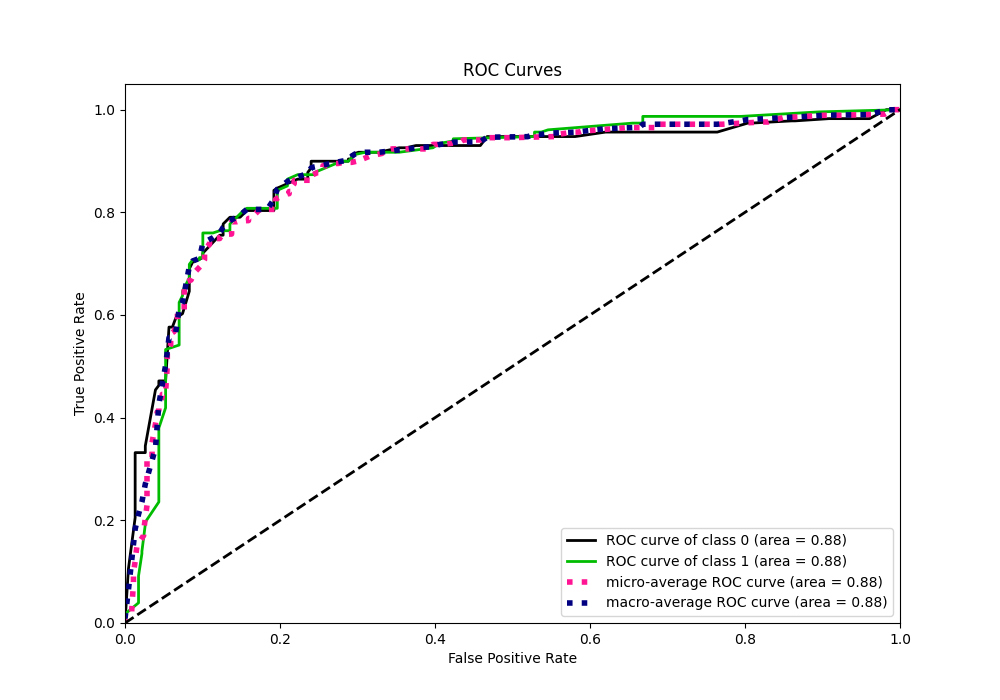 ROC Curves
True Positive Rate
1.0
0.8
0.6
0.4
0.2
0.0
ROC curve of class 0 (area = 0.88)
ROC curve of class 1 (area = 0.88)
micro-average ROC curve (area = 0.88)
macro-average ROC curve (area = 0.88)
0.0 0.2 0.4 0.6 0.8 1.0
False Positive Rate